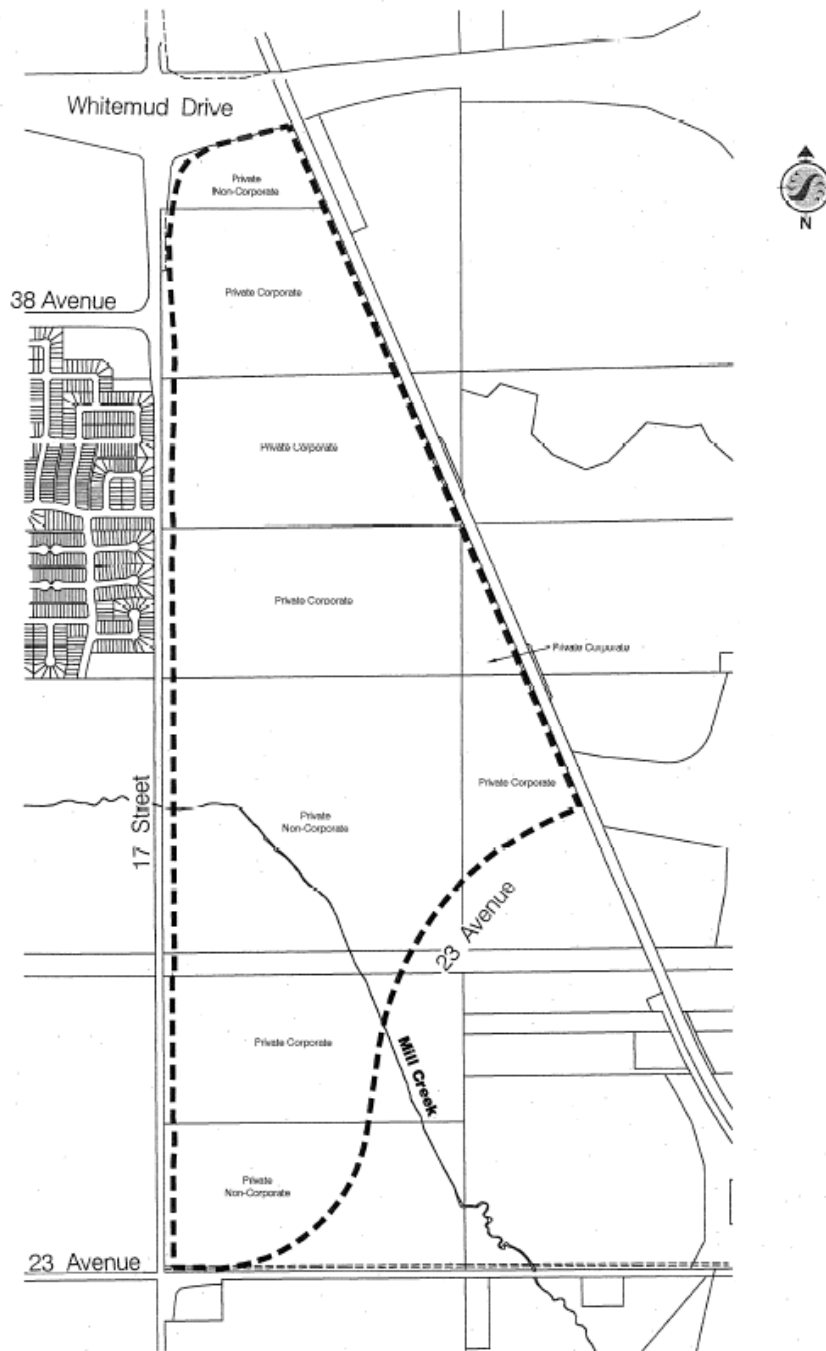 Whitemud Drive
Private
Non-Corporate
N
Private Corporate
38 Avenue
Private Corporate
Private Corporate
Private Corporate
Private Corporate
17 Street
Private
Non-Corporate
23 Avenue
Private Corporate
Mill Creek
Private
Non-Corporate
23 Avenue